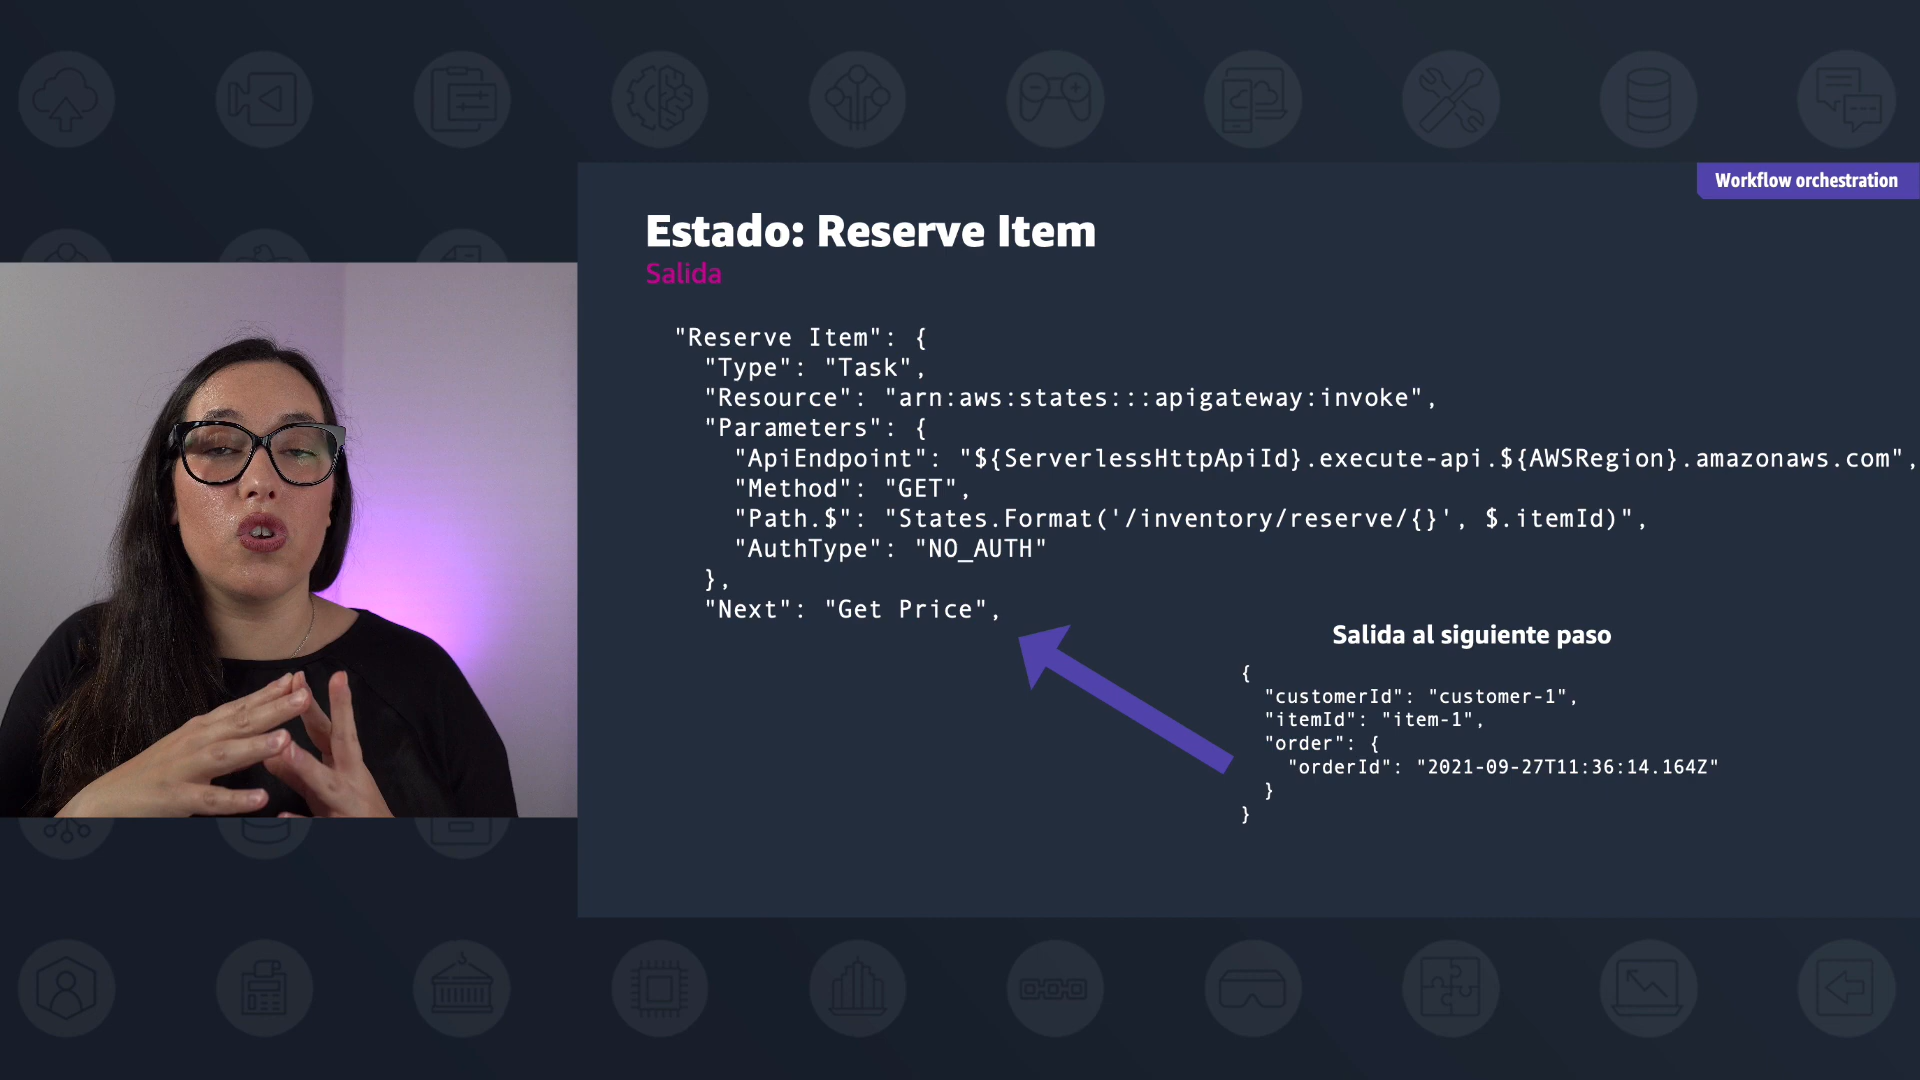 Workflow orchestration
Estado: Reserve Item
Salida
"Reserve Item": {
"Type": "Task",
"Resource": "arn:aws:states:::apigateway:invoke",
"Parameters": {
"ApiEndpoint": "${ServerlessHttpApiId}.execute-api.${AWSRegion}.amazonaws.com",
"Method": "GET",
"Path.$": "States.Format('/inventory/reserve/{}', $.itemId)",
"AuthType": "NO_AUTH"
},
"Next": "Get Price",
Salida al siguiente paso
{
"customerId": "customer-1",
"itemId": "item-1",
"order": {
"orderId": "2021-09-27T11:36:14.164Z"
}
}